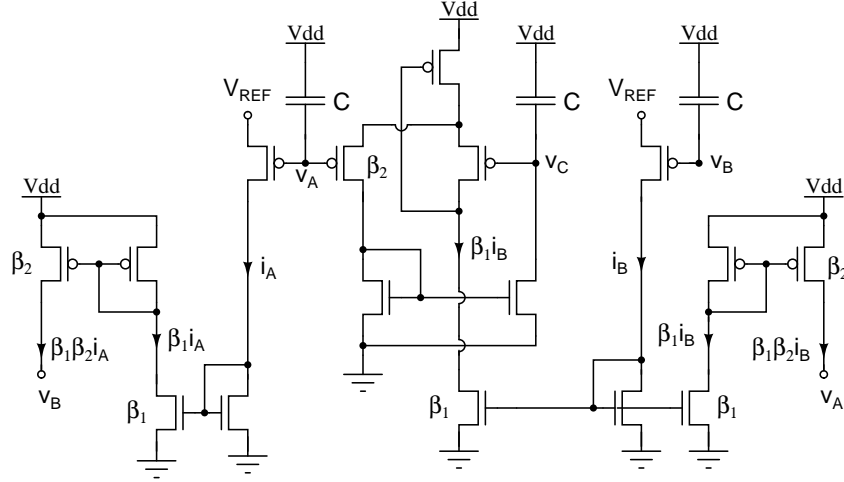 Vdd
Vdd
Vdd
Vdd
V_REF
C
C
V_REF
C
v_A
β₂
v_C
v_B
Vdd
Vdd
β₂
i_A
β₁i_B
i_B
β₂
β₁i_A
β₁β₂i_A
β₁i_B
β₁β₂i_B
v_B
v_A
β₁
β₁
β₁